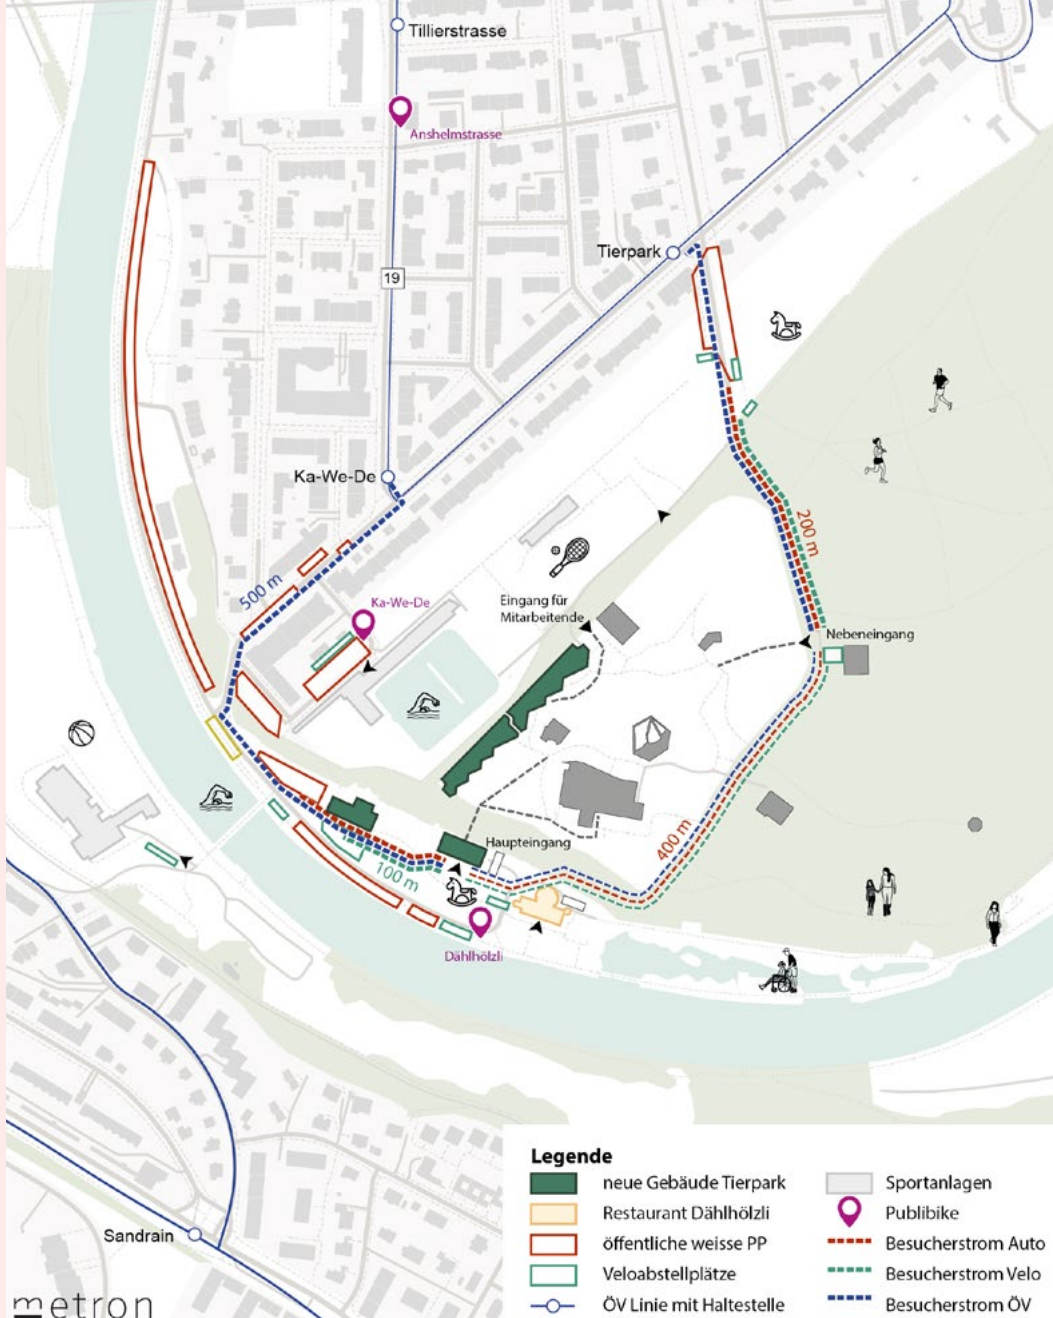 Tillierstrasse
Anshelmstrasse
Tierpark
19
Ka-We-De
200 m
500 m
Ka-We-De
Eingang für
Mitarbeitende
Nebeneingang
Haupteingang
400 m
100 m
Dählhölzli
Sandrain
Legende
neue Gebäude Tierpark
Restaurant Dählhölzli
öffentliche weisse PP
Veloabstellplätze
ÖV Linie mit Haltestelle
Sportanlagen
Publibike
Besucherstrom Auto
Besucherstrom Velo
Besucherstrom ÖV
metron